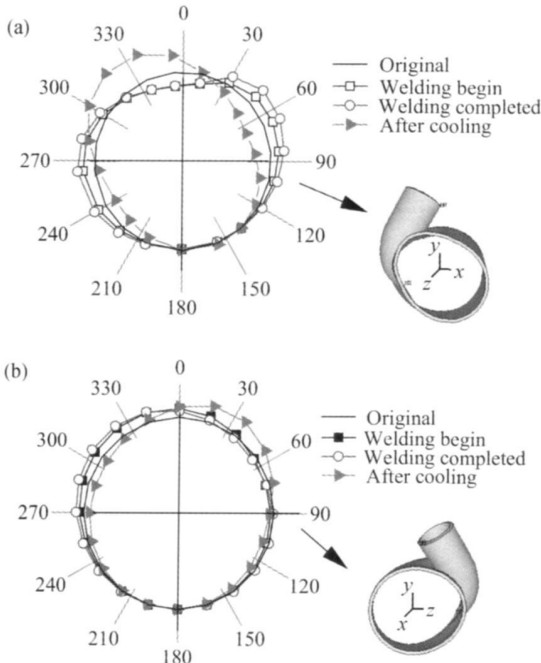 (a)
0
30
60
90
120
150
180
210
240
270
300
330
Original
Welding begin
Welding completed
After cooling
y
z
x
(b)
0
30
60
90
120
150
180
210
240
270
300
330
Original
Welding begin
Welding completed
After cooling
y
x
z